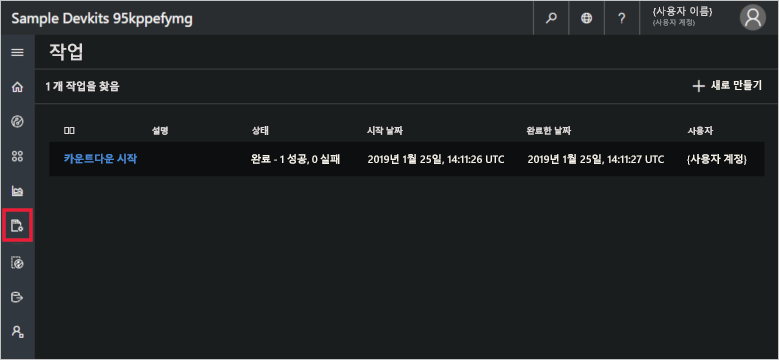 Sample Devkits 95kppefymg
?
{사용자 이름}
{사용자 계정}
작업
1 개 작업을 찾음
+ 새로 만들기
설명 상태 시작 날짜 완료한 날짜 사용자
카운트다운 시작 완료 - 1 성공, 0 실패 2019년 1월 25일, 14:11:26 UTC 2019년 1월 25일, 14:11:27 UTC {사용자 계정}